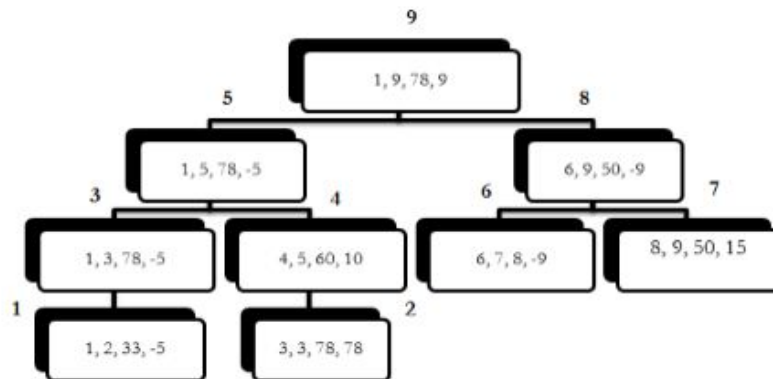 9
1, 9, 78, 9
5 8
1, 5, 78, -5 6, 9, 50, -9
3 4 6 7
1, 3, 78, -5 4, 5, 60, 10 6, 7, 8, -9 8, 9, 50, 15
1 2
1, 2, 33, -5 3, 3, 78, 78